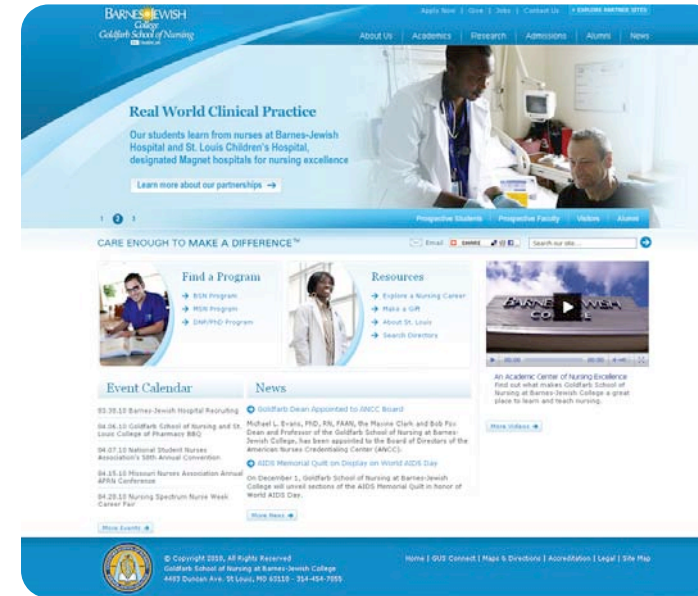 BARNES JEWISH
College
Goldfarb School of Nursing
Apply Now | Give | Jobs | Contact Us
EXPLORE PARTNER SITES
About Us | Academics | Research | Admissions | Alumni | News
Real World Clinical Practice
Our students learn from nurses at Barnes-Jewish
Hospital and St. Louis Children's Hospital,
designated Magnet hospitals for nursing excellence
Learn more about our partnerships →
1 2 3
Prospective Students | Prospective Faculty | Visitors | Alumni
CARE ENOUGH TO MAKE A DIFFERENCE™
Email
SHARE
Search our site...
Find a Program
→ BSN Program
→ MSN Program
→ DNP/PhD Program
Resources
→ Explore a Nursing Career
→ Make a Gift
→ About St. Louis
→ Search Directory
BARNES JEWISH
COLLEGE
00:00
00:00
An Academic Center of Nursing Excellence
Find out what makes Goldfarb School of
Nursing at Barnes-Jewish College a great
place to learn and teach nursing.
More Videos →
Event Calendar
03.30.10 Barnes-Jewish Hospital Recruiting
04.06.10 Goldfarb School of Nursing and St.
Louis College of Pharmacy BBQ
04.07.10 National Student Nurses
Association's 58th Annual Convention
04.15.10 Missouri Nurses Association Annual
APRN Conference
04.28.10 Nursing Spectrum Nurse Week
Career Fair
More Events →
News
Goldfarb Dean Appointed to ANCC Board
Michael L. Evans, PhD, RN, FAAN, the Maxine Clark and Bob Fox
Dean and Professor of the Goldfarb School of Nursing at Barnes-
Jewish College, has been appointed to the Board of Directors of the
American Nurses Credentialing Center (ANCC).
AIDS Memorial Quilt on Display on World AIDS Day
On December 1, Goldfarb School of Nursing at Barnes-Jewish
College will unveil sections of the AIDS Memorial Quilt in honor of
World AIDS Day.
More News →
© Copyright 2010, All Rights Reserved
Goldfarb School of Nursing at Barnes-Jewish College
4483 Duncan Ave. St Louis, MO 63110 - 314-454-7055
Home | GUS Connect | Maps & Directions | Accreditation | Legal | Site Map